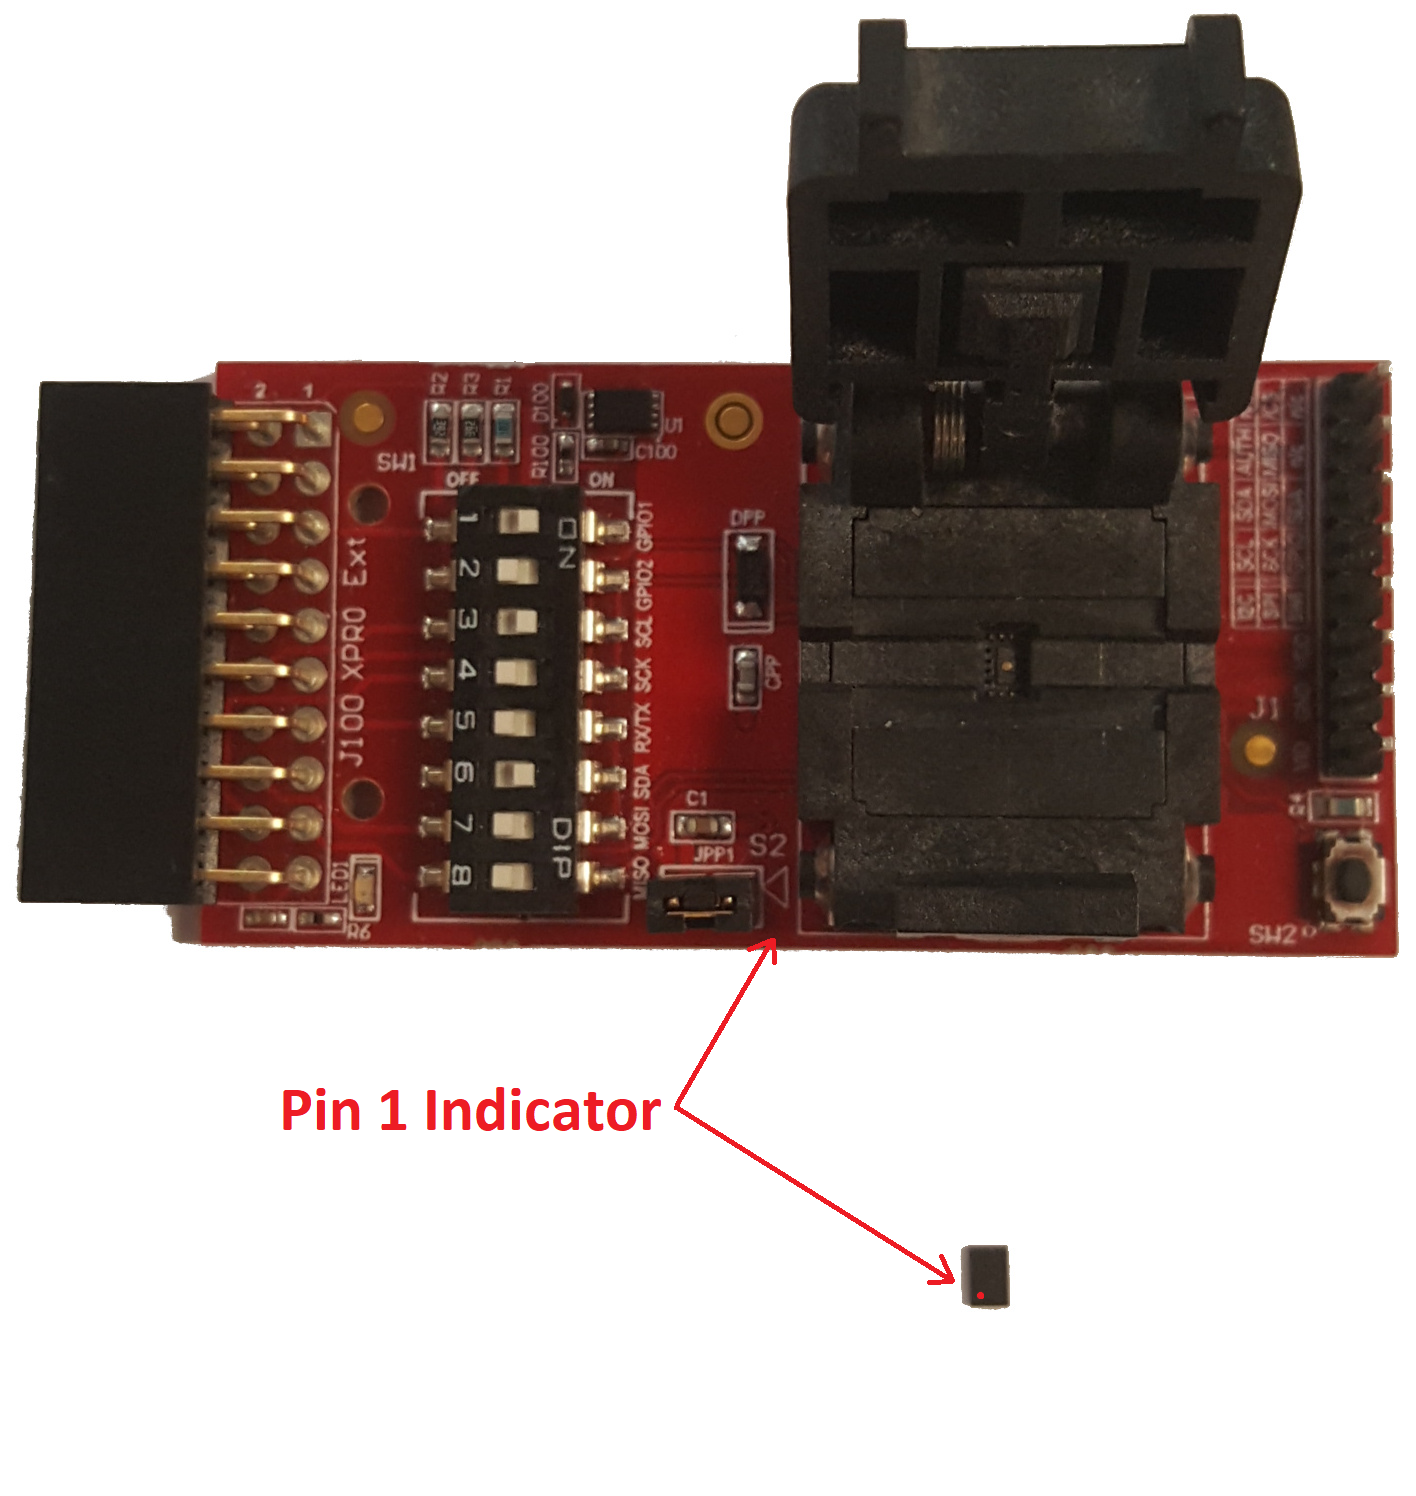 2 1
R2
R3
R1
D100
U1
R100
C100
SW1
OFF
ON
1
2
3
4
5
6
7
8
ON
DIP
GPIO1
GPIO2
SCL
SCK
RX/TX
SDA
MOSI
MISO
J100 XPRO Ext
DPP
CPP
C1
JPP1
S2
LED1
R6
I2C SCL SDA AUTH
SPI SCK MOSI MISO
J1
R4
SW2
Pin 1 Indicator